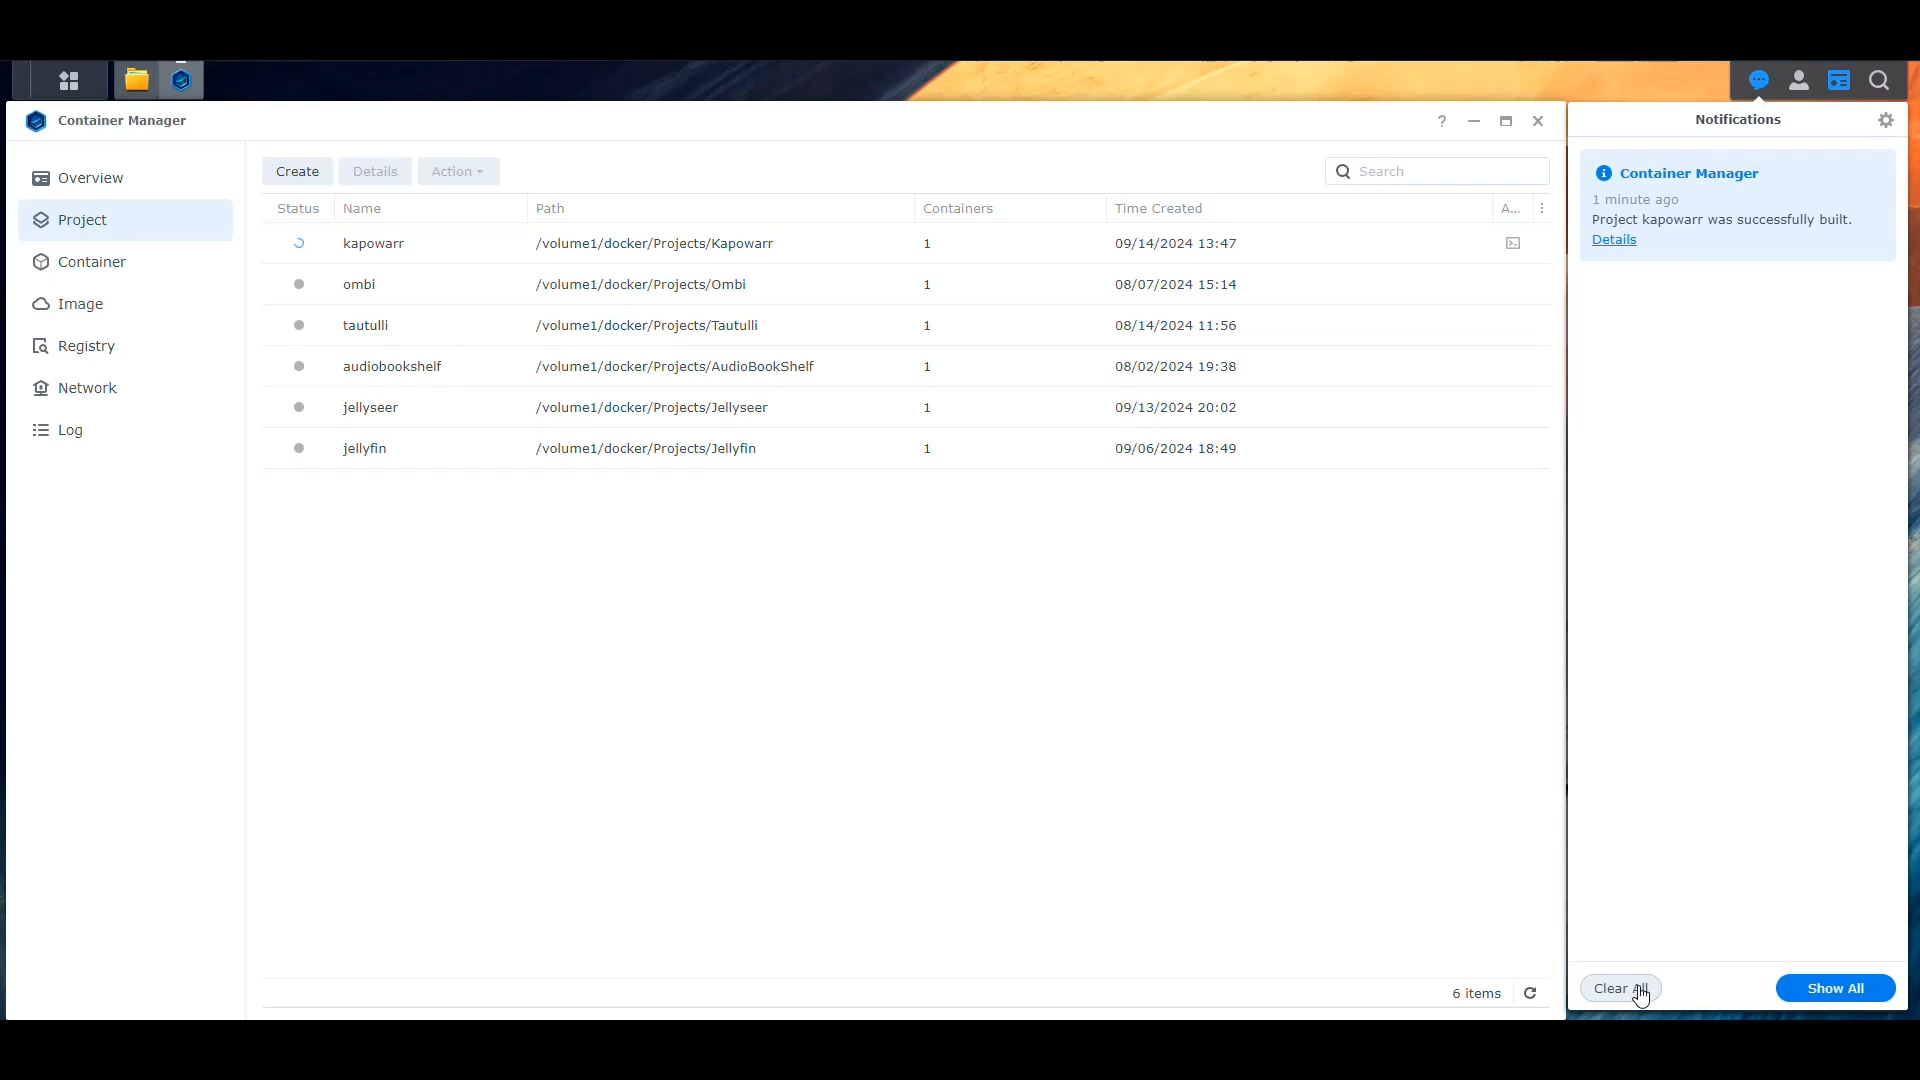 Container Manager
?
Overview
Project
Container
Image
Registry
Network
Log
Create
Details
Action
Search
Status Name Path Containers Time Created A...
kapowarr /volume1/docker/Projects/Kapowarr 1 09/14/2024 13:47
ombi /volume1/docker/Projects/Ombi 1 08/07/2024 15:14
tautulli /volume1/docker/Projects/Tautulli 1 08/14/2024 11:56
audiobookshelf /volume1/docker/Projects/AudioBookShelf 1 08/02/2024 19:38
jellyseer /volume1/docker/Projects/Jellyseer 1 09/13/2024 20:02
jellyfin /volume1/docker/Projects/Jellyfin 1 09/06/2024 18:49
6 items
Notifications
Container Manager
1 minute ago
Project kapowarr was successfully built.
Details
Clear All
Show All